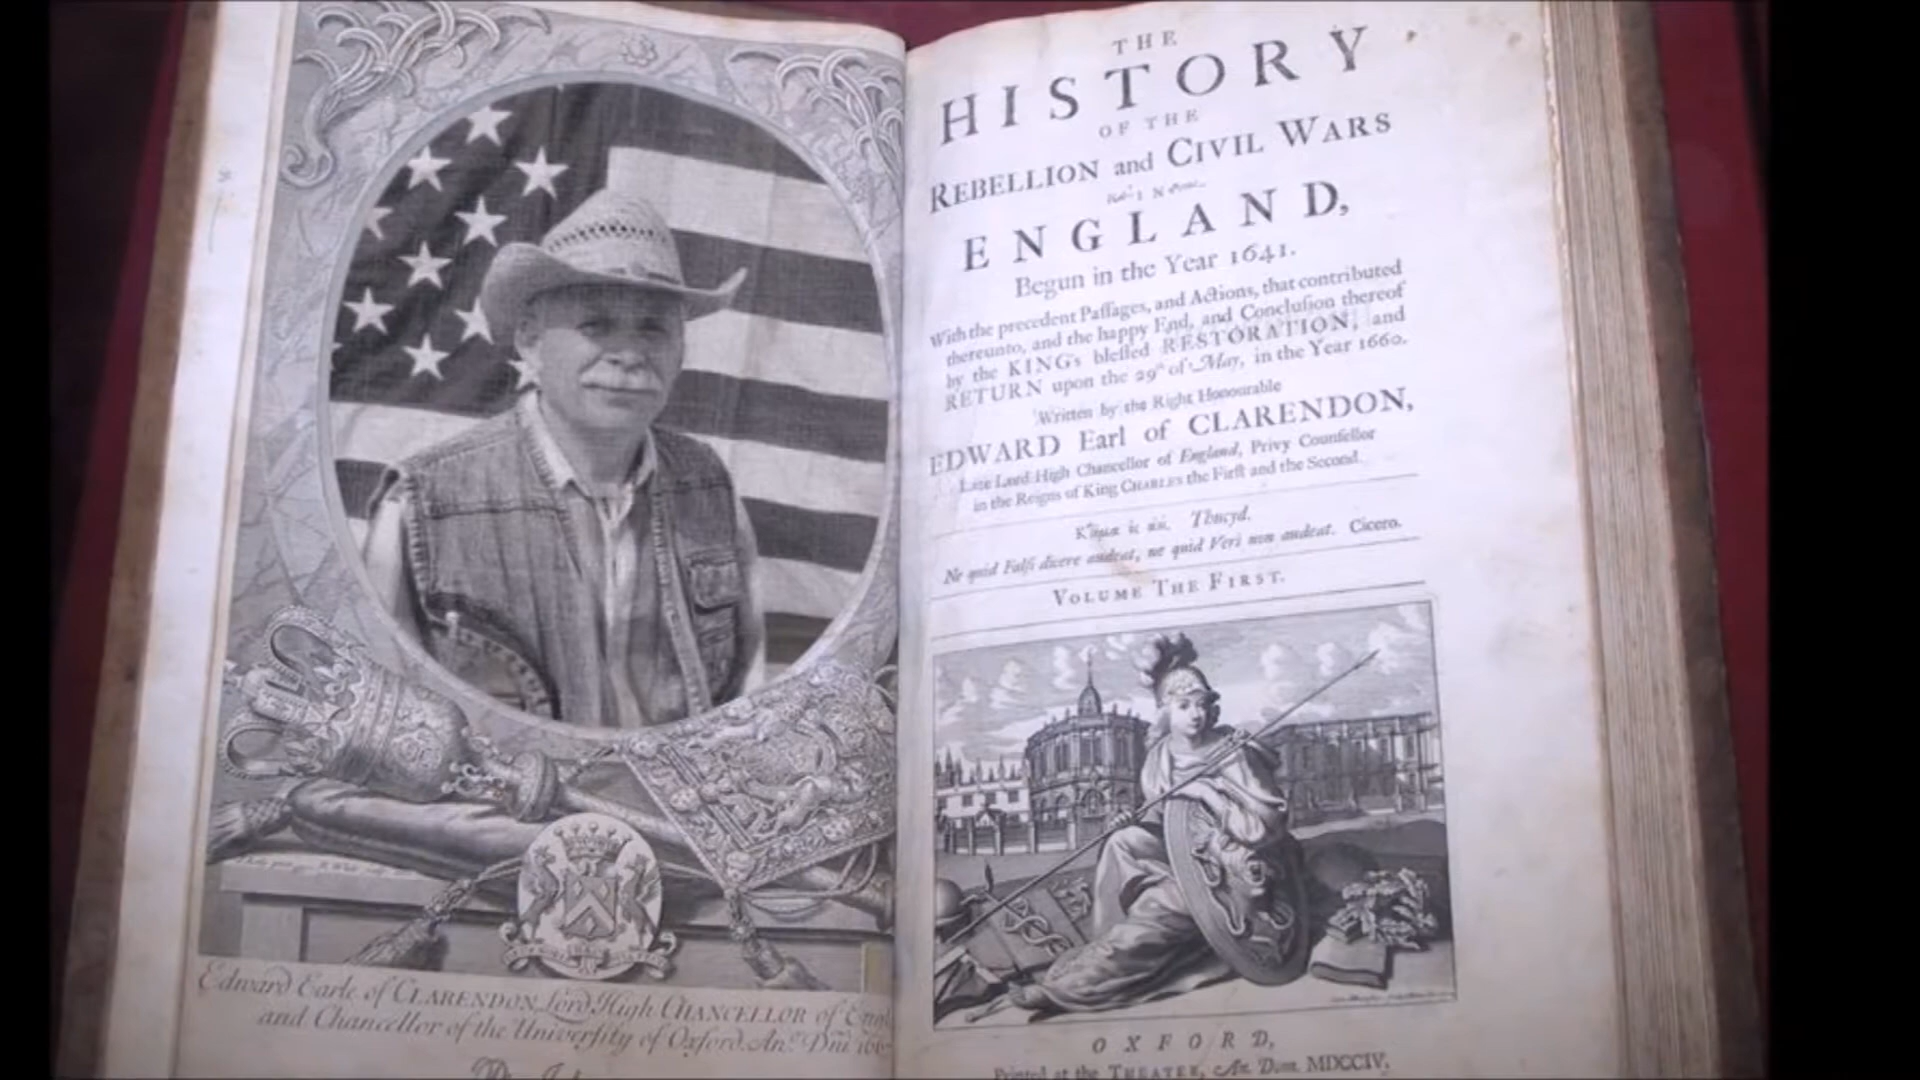 Edward Earle of CLARENDON Lord High CHANCELLOR of
and Chancellor of the Univerſity of Oxford. An.º Dni
THE
HISTORY
OF THE
REBELLION and CIVIL WARS
IN
ENGLAND,
Begun in the Year 1641.
With the precedent Paſſages, and Actions, that contributed
thereunto, and the happy End, and Concluſion thereof
by the KING's bleſſed RESTORATION, and
RETURN upon the 29th of May, in the Year 1660.
Written by the Right Honourable
EDWARD Earl of CLARENDON,
Late Lord High Chancellor of England, Privy Counſellor
in the Reigns of King CHARLES the Firſt and the Second.
Thucyd.
Ne quid Falſi dicere audeat, ne quid Veri non audeat. Cicero.
VOLUME THE FIRST.
OXFORD,
Printed at the THEATER, An. Dom. MDCCIV.